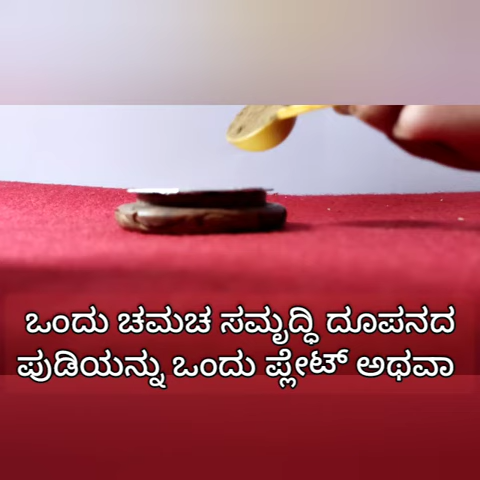 ಒಂದು ಚಮಚ ಸಮೃದ್ಧಿ ದೂಪನದ
ಪುಡಿಯನ್ನು ಒಂದು ಪ್ಲೇಟ್ ಅಥವಾ